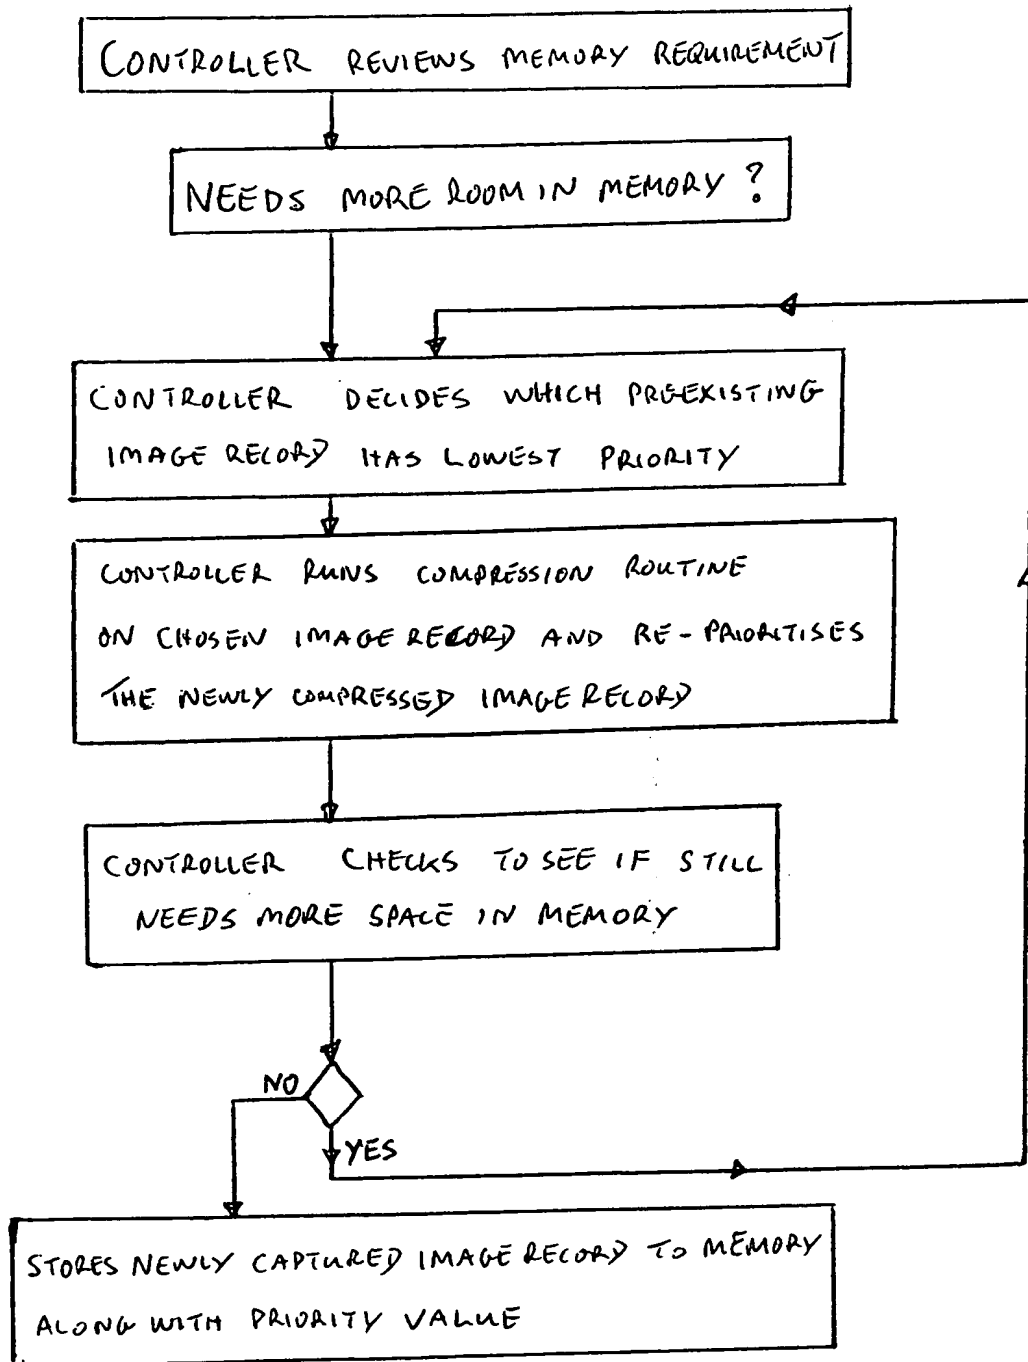 CONTROLLER REVIEWS MEMORY REQUIREMENT
NEEDS MORE ROOM IN MEMORY ?
CONTROLLER DECIDES WHICH PREEXISTING
IMAGE RECORD HAS LOWEST PRIORITY
CONTROLLER RUNS COMPRESSION ROUTINE
ON CHOSEN IMAGE RECORD AND RE-PRIORITISES
THE NEWLY COMPRESSED IMAGE RECORD
CONTROLLER CHECKS TO SEE IF STILL
NEEDS MORE SPACE IN MEMORY
NO
YES
STORES NEWLY CAPTURED IMAGE RECORD TO MEMORY
ALONG WITH PRIORITY VALUE